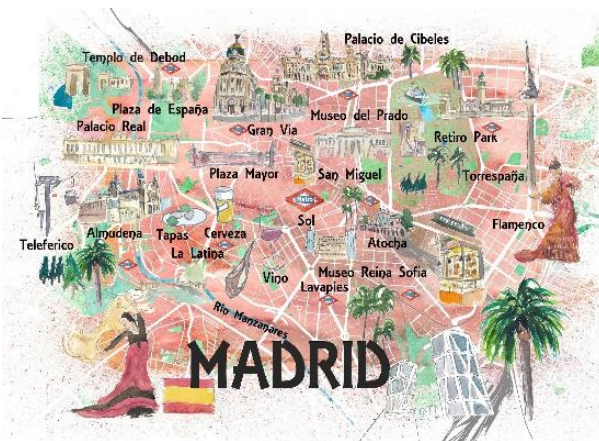 Palacio de Cibeles
Templo de Debod
Plaza de España
Museo del Prado
Palacio Real
Gran Via
Retiro Park
Plaza Mayor
San Miguel
Torrespaña
Metro
Sol
Flamenco
Teleferico
Almudena
Tapas
Cerveza
Atocha
La Latina
Vino
Museo Reina Sofia
Lavapies
Rio Manzanares
MADRID